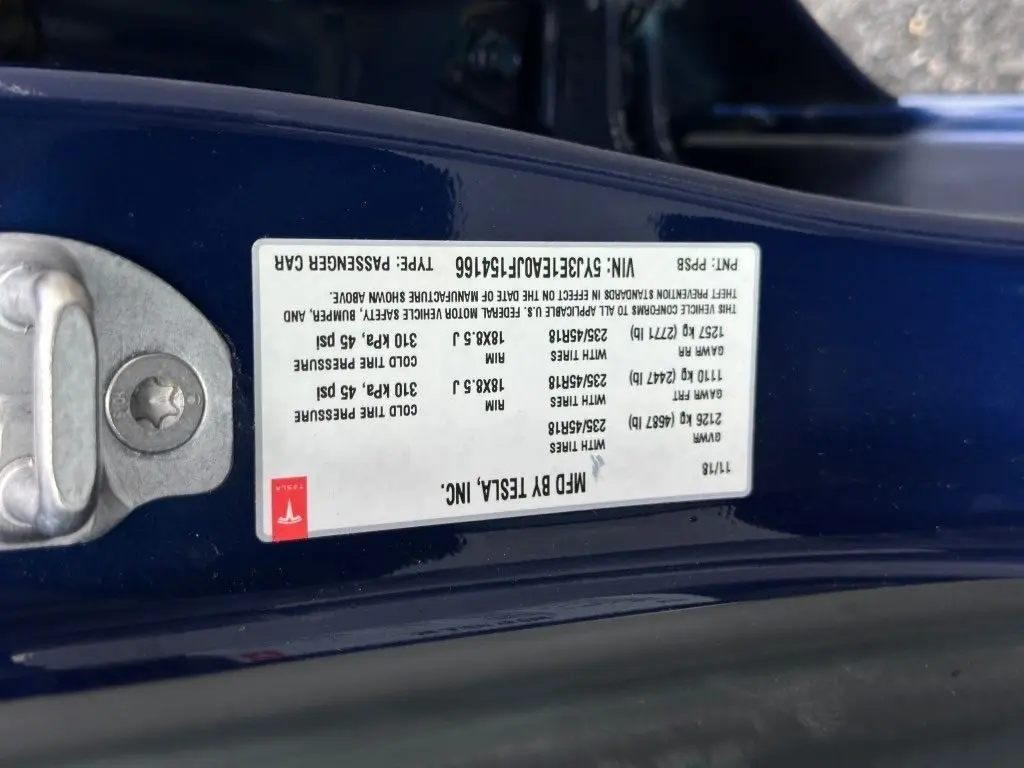 MFD BY TESLA, INC.
TESLA
11/18
GVWR WITH TIRES
2126 kg (4687 lb) 235/45R18
GAWR FRT WITH TIRES RIM COLD TIRE PRESSURE
1110 kg (2447 lb) 235/45R18 18X8.5 J 310 kPa, 45 psi
GAWR RR WITH TIRES RIM COLD TIRE PRESSURE
1257 kg (2771 lb) 235/45R18 18X8.5 J 310 kPa, 45 psi
THIS VEHICLE CONFORMS TO ALL APPLICABLE U.S. FEDERAL MOTOR VEHICLE SAFETY, BUMPER, AND
THEFT PREVENTION STANDARDS IN EFFECT ON THE DATE OF MANUFACTURE SHOWN ABOVE.
PNT: PPSB VIN: 5YJ3E1EA0JF154166 TYPE: PASSENGER CAR